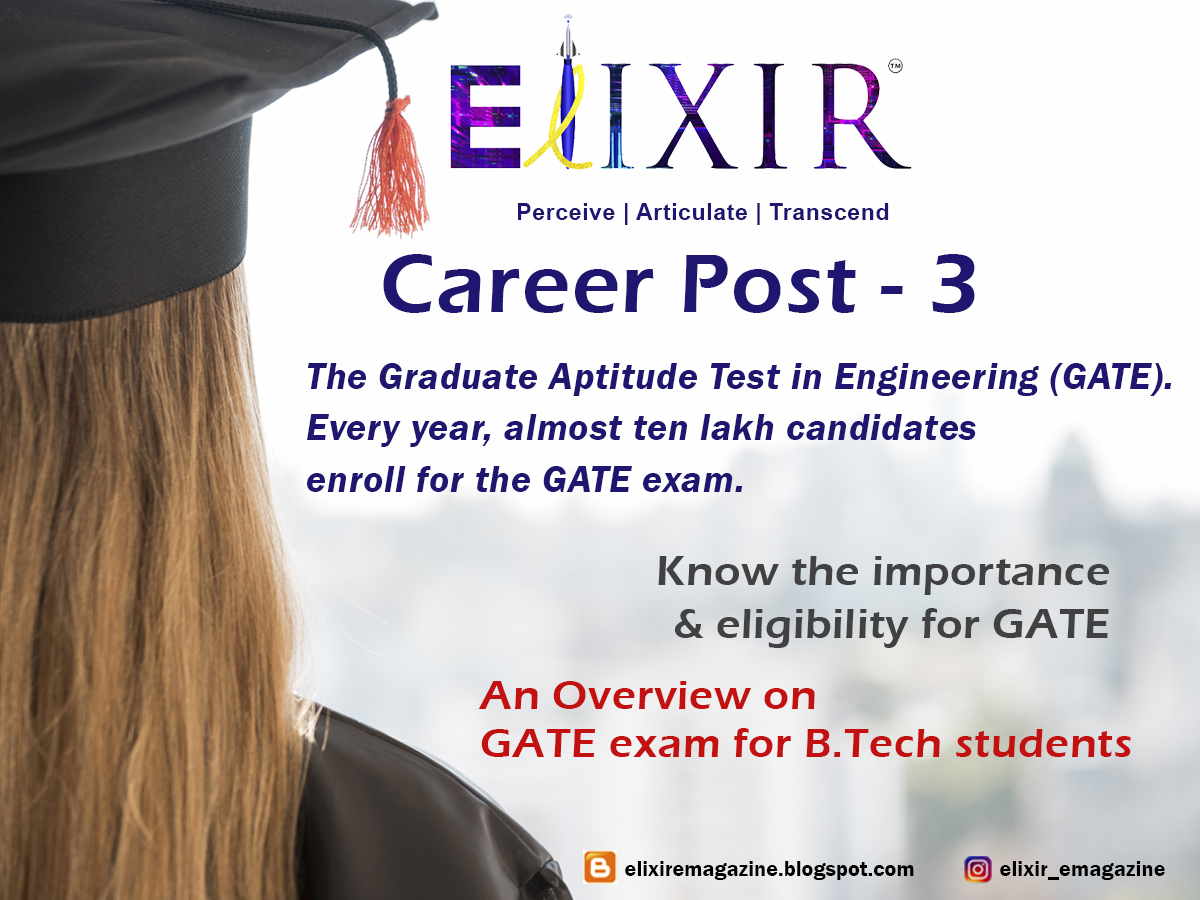 ElIXIR TM
Perceive | Articulate | Transcend
Career Post - 3
The Graduate Aptitude Test in Engineering (GATE).
Every year, almost ten lakh candidates
enroll for the GATE exam.
Know the importance
& eligibility for GATE
An Overview on
GATE exam for B.Tech students
elixiremagazine.blogspot.com
elixir_emagazine